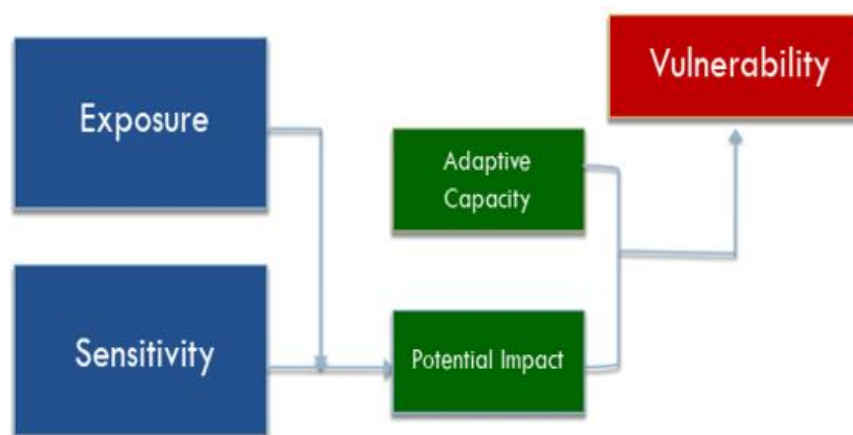 Exposure
Vulnerability
Adaptive
Capacity
Sensitivity
Potential Impact